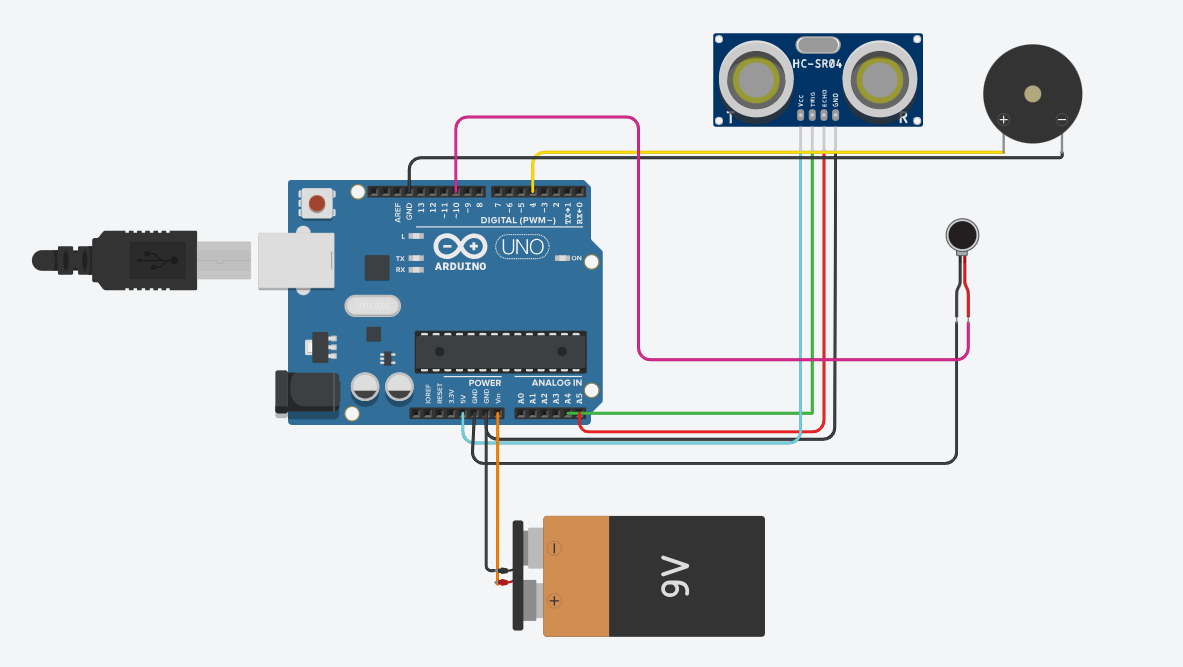 HC-SR04
VCC
TRIG
ECHO
GND
T
R
+
−
AREF
GND
13
12
~11
~10
~9
8
7
~6
~5
4
~3
2
TX→1
RX←0
DIGITAL (PWM~)
L
TX
RX
ARDUINO
UNO
ON
POWER
ANALOG IN
IOREF
RESET
3.3V
5V
GND
GND
Vin
A0
A1
A2
A3
A4
A5
−
+
9V